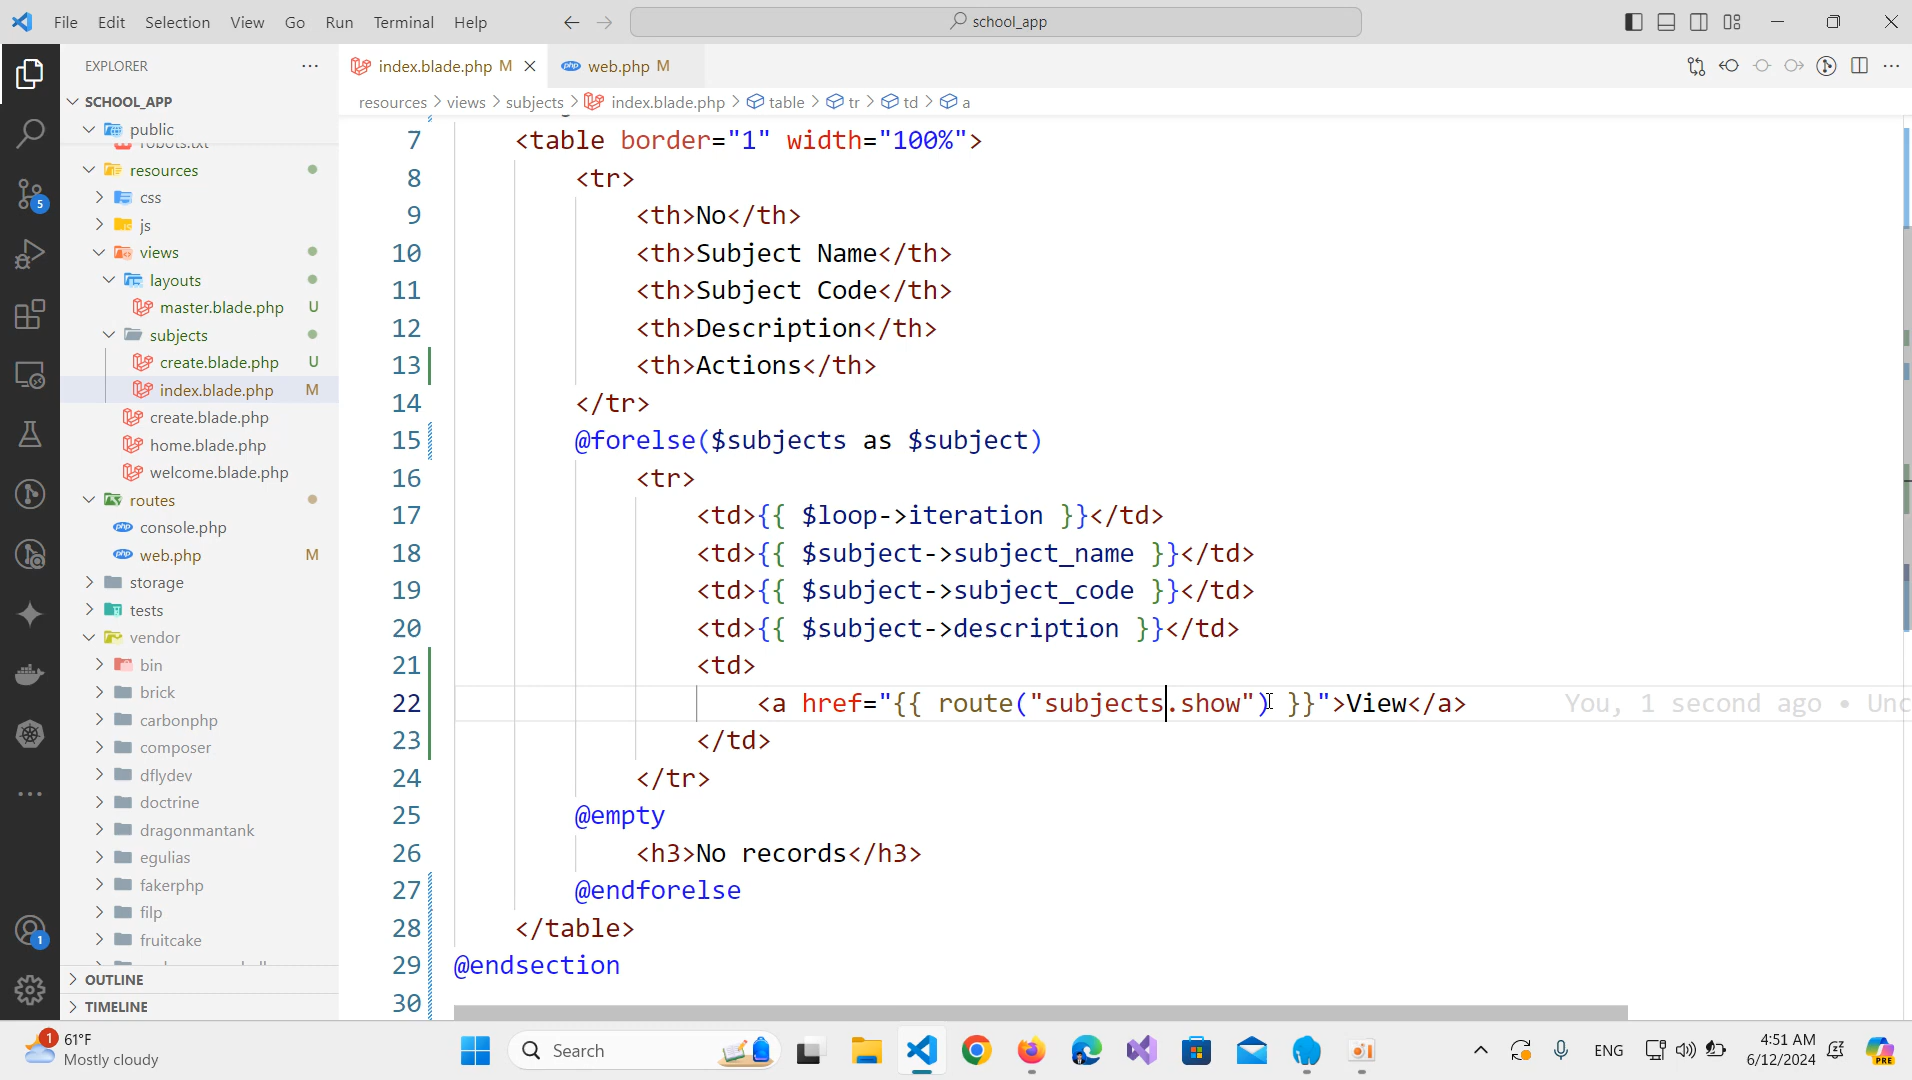 File Edit Selection View Go Run Terminal Help
school_app
EXPLORER
index.blade.php M
web.php M
SCHOOL_APP
resources > views > subjects > index.blade.php > table > tr > td > a
public
robots.txt
resources
css
js
views
layouts
master.blade.php U
subjects
create.blade.php U
index.blade.php M
create.blade.php
home.blade.php
welcome.blade.php
routes
console.php
web.php M
storage
tests
vendor
bin
brick
carbonphp
composer
dflydev
doctrine
dragonmantank
egulias
fakerphp
filp
fruitcake
OUTLINE
TIMELINE
5
1
7 <table border="1" width="100%">
8 <tr>
9 <th>No</th>
10 <th>Subject Name</th>
11 <th>Subject Code</th>
12 <th>Description</th>
13 <th>Actions</th>
14 </tr>
15 @forelse($subjects as $subject)
16 <tr>
17 <td>{{ $loop->iteration }}</td>
18 <td>{{ $subject->subject_name }}</td>
19 <td>{{ $subject->subject_code }}</td>
20 <td>{{ $subject->description }}</td>
21 <td>
22 <a href="{{ route("subjects.show") }}">View</a> You, 1 second ago • Unc
23 </td>
24 </tr>
25 @empty
26 <h3>No records</h3>
27 @endforelse
28 </table>
29 @endsection
30
1
61°F
Mostly cloudy
Search
ENG
4:51 AM
6/12/2024
PRE